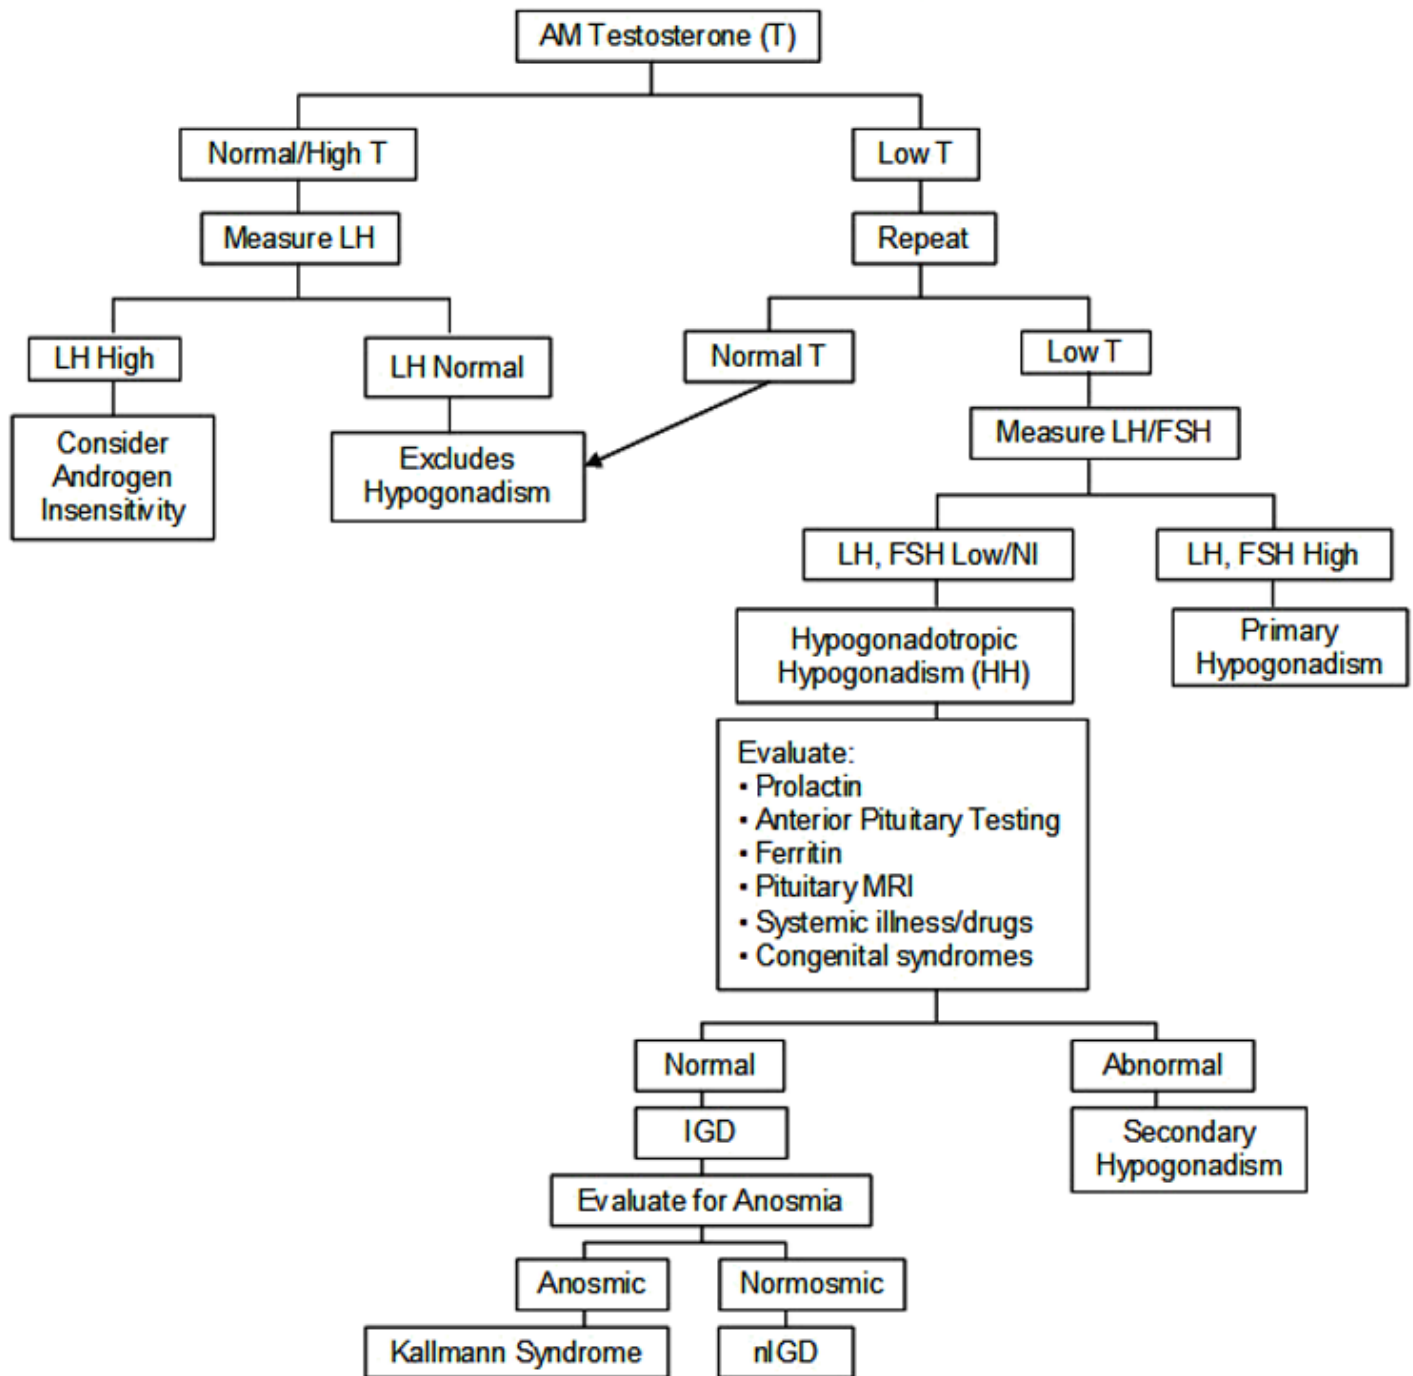 AM Testosterone (T)
Normal/High T
Low T
Measure LH
Repeat
LH High
LH Normal
Normal T
Low T
Consider
Androgen
Insensitivity
Excludes
Hypogonadism
Measure LH/FSH
LH, FSH Low/Nl
LH, FSH High
Hypogonadotropic
Hypogonadism (HH)
Primary
Hypogonadism
Evaluate:
▪ Prolactin
▪ Anterior Pituitary Testing
▪ Ferritin
▪ Pituitary MRI
▪ Systemic illness/drugs
▪ Congenital syndromes
Normal
Abnormal
IGD
Secondary
Hypogonadism
Evaluate for Anosmia
Anosmic
Normosmic
Kallmann Syndrome
nIGD